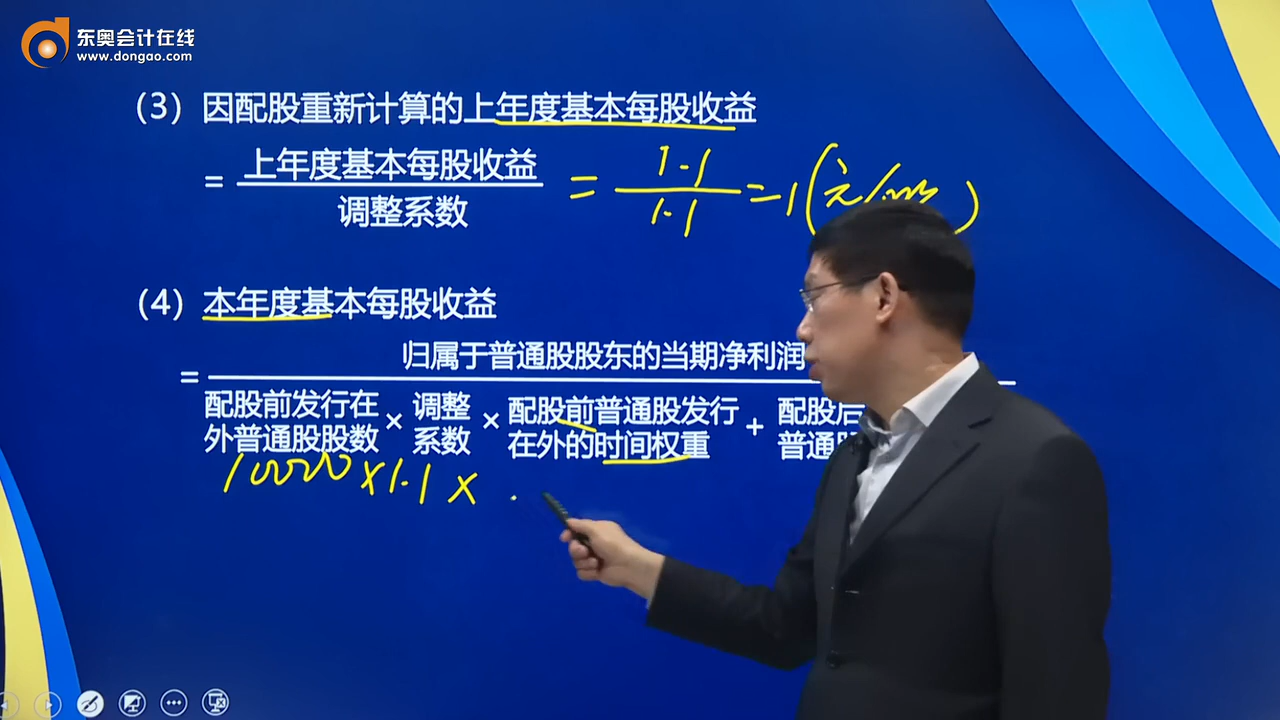 东奥会计在线
www.dongao.com
（3）因配股重新计算的上年度基本每股收益
= 上年度基本每股收益 = 1.1 = 1(元/
调整系数 1.1
（4）本年度基本每股收益
= 归属于普通股股东的当期净利润
配股前发行在 × 调整 × 配股前普通股发行 + 配股后
外普通股股数 系数 在外的时间权重 普通股
10000×1.1×